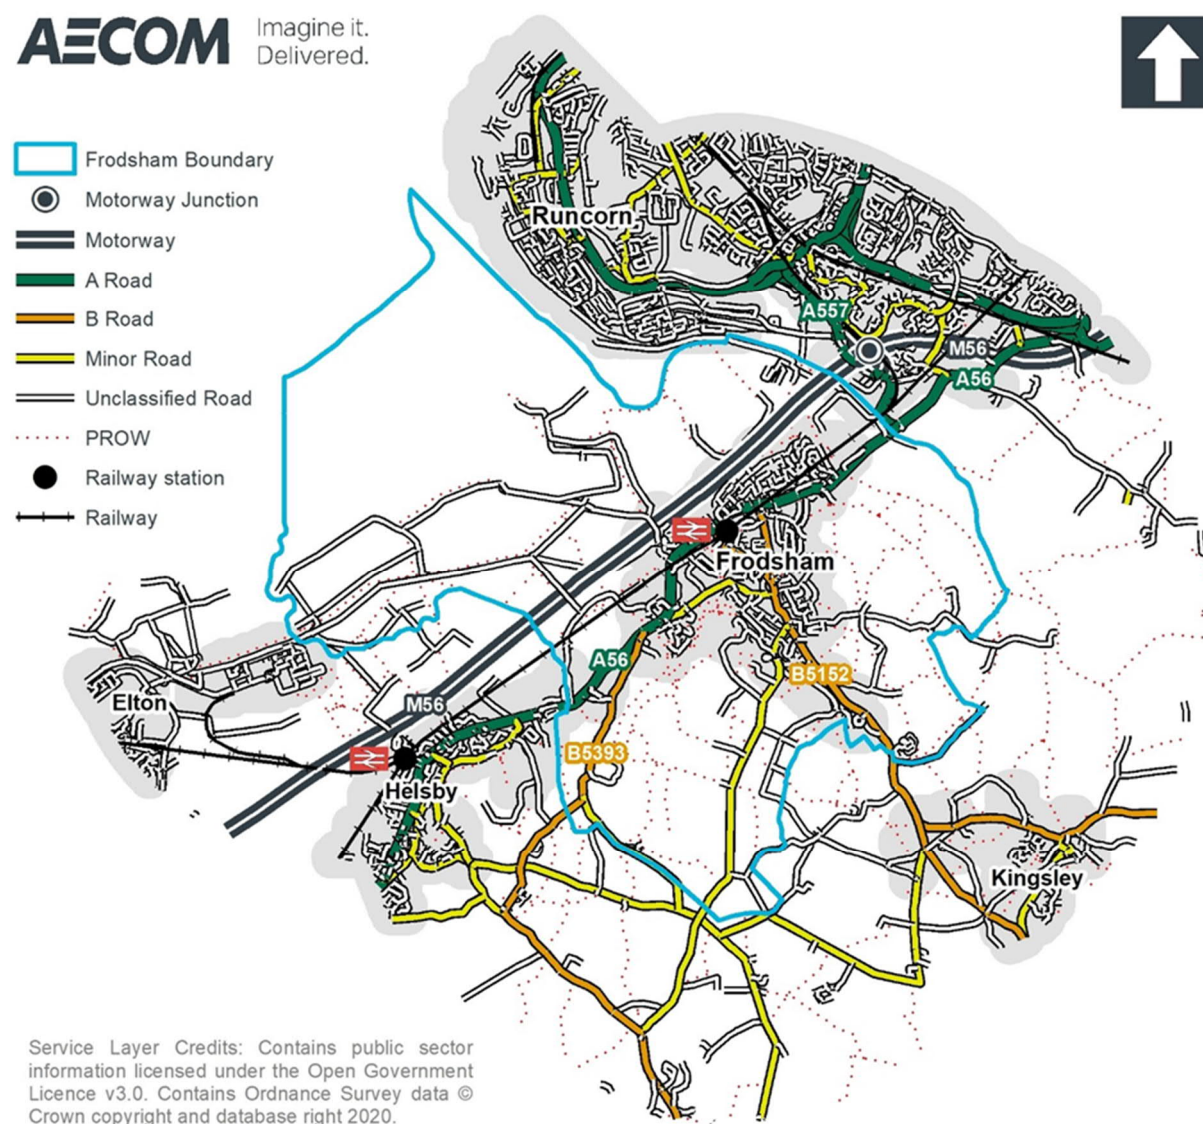 AECOM
Imagine it.
Delivered.
Frodsham Boundary
Motorway Junction
Motorway
A Road
B Road
Minor Road
Unclassified Road
PROW
Railway station
Railway
Runcorn
A557
M56
A56
Frodsham
A56
B5152
Elton
M56
B5393
Helsby
Kingsley
Service Layer Credits: Contains public sector
information licensed under the Open Government
Licence v3.0. Contains Ordnance Survey data ©
Crown copyright and database right 2020.